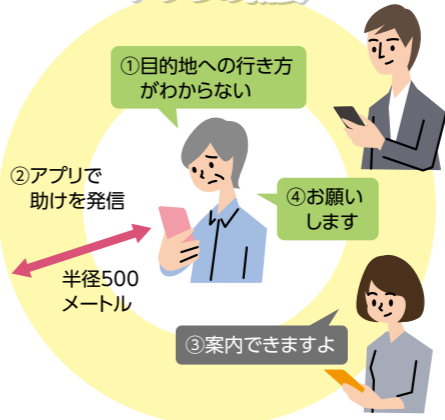 ①目的地への行き方
がわからない
②アプリで
助けを発信
④お願い
します
半径500
メートル
③案内できますよ